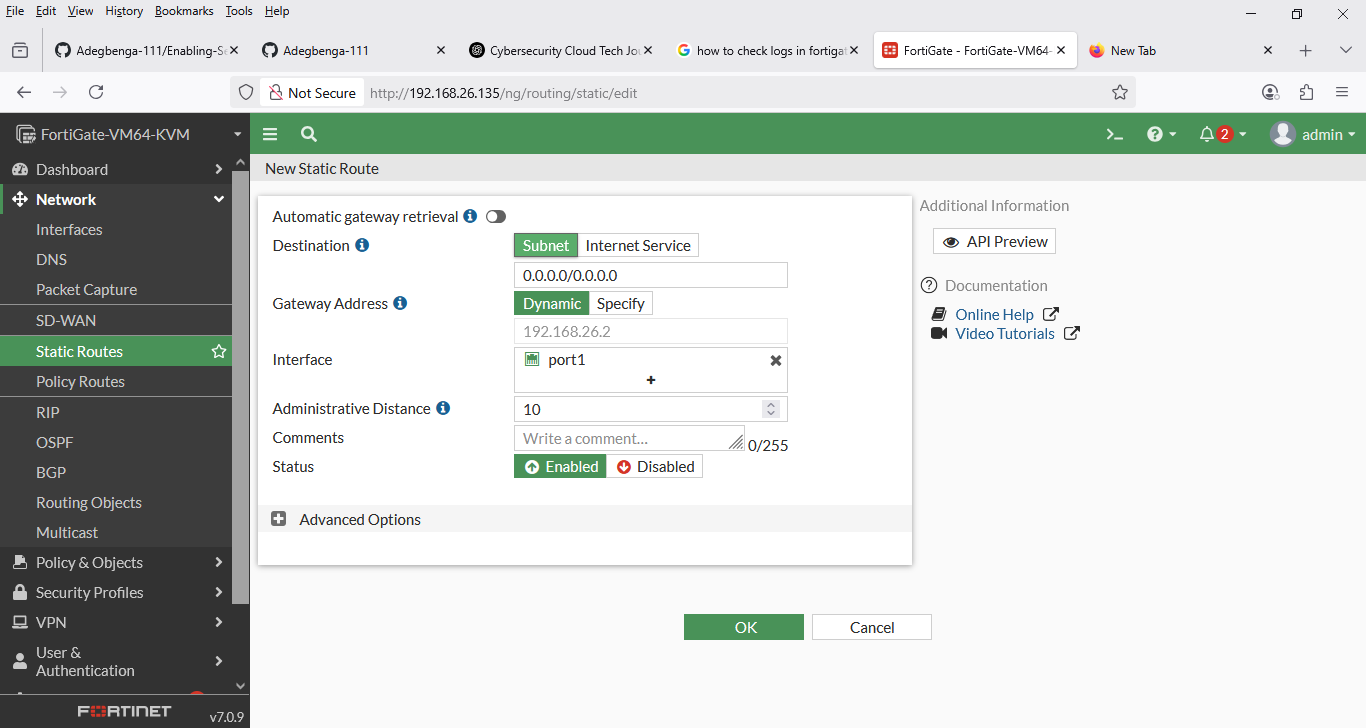 File Edit View History Bookmarks Tools Help
Adegbenga-111/Enabling-Se
Adegbenga-111
Cybersecurity Cloud Tech Jou
how to check logs in fortigat
FortiGate - FortiGate-VM64-
New Tab
Not Secure http://192.168.26.135/ng/routing/static/edit
FortiGate-VM64-KVM
2
admin
Dashboard
Network
Interfaces
DNS
Packet Capture
SD-WAN
Static Routes
Policy Routes
RIP
OSPF
BGP
Routing Objects
Multicast
Policy & Objects
Security Profiles
VPN
User &
Authentication
FORTINET v7.0.9
New Static Route
Automatic gateway retrieval
Destination Subnet Internet Service
0.0.0.0/0.0.0.0
Gateway Address Dynamic Specify
192.168.26.2
Interface port1
Administrative Distance 10
Comments Write a comment... 0/255
Status Enabled Disabled
Advanced Options
OK Cancel
Additional Information
API Preview
Documentation
Online Help
Video Tutorials